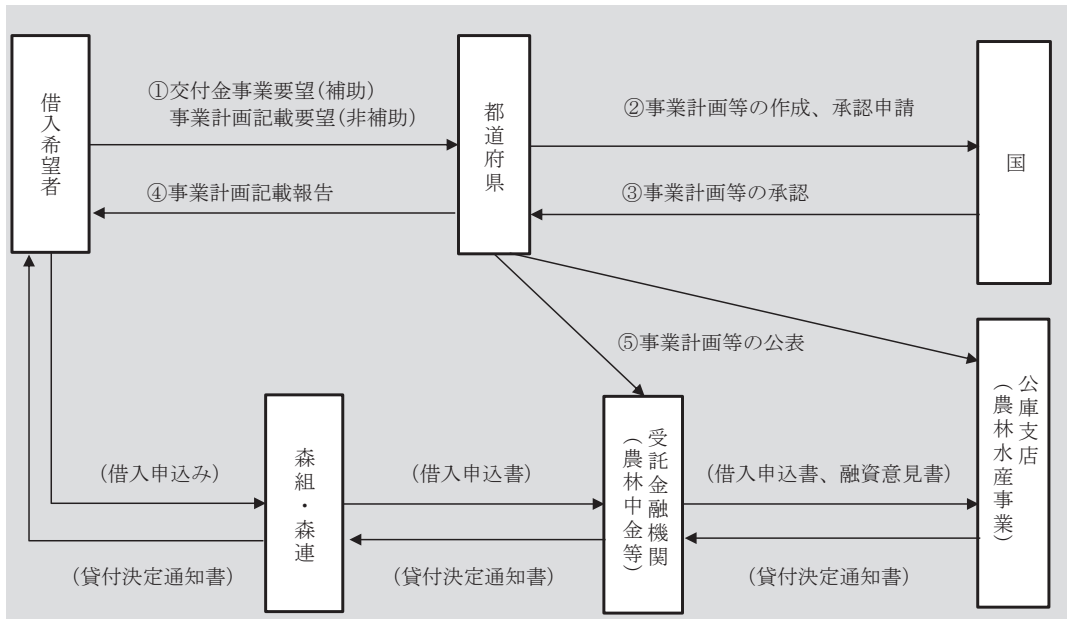 借入希望者
①交付金事業要望(補助)
事業計画記載要望(非補助)
都道府県
②事業計画等の作成、承認申請
国
④事業計画記載報告
③事業計画等の承認
⑤事業計画等の公表
公庫支店
（農林水産事業）
(借入申込み)
森組・森連
(借入申込書)
受託金融機関
（農林中金等）
(借入申込書、融資意見書)
(貸付決定通知書)
(貸付決定通知書)
(貸付決定通知書)